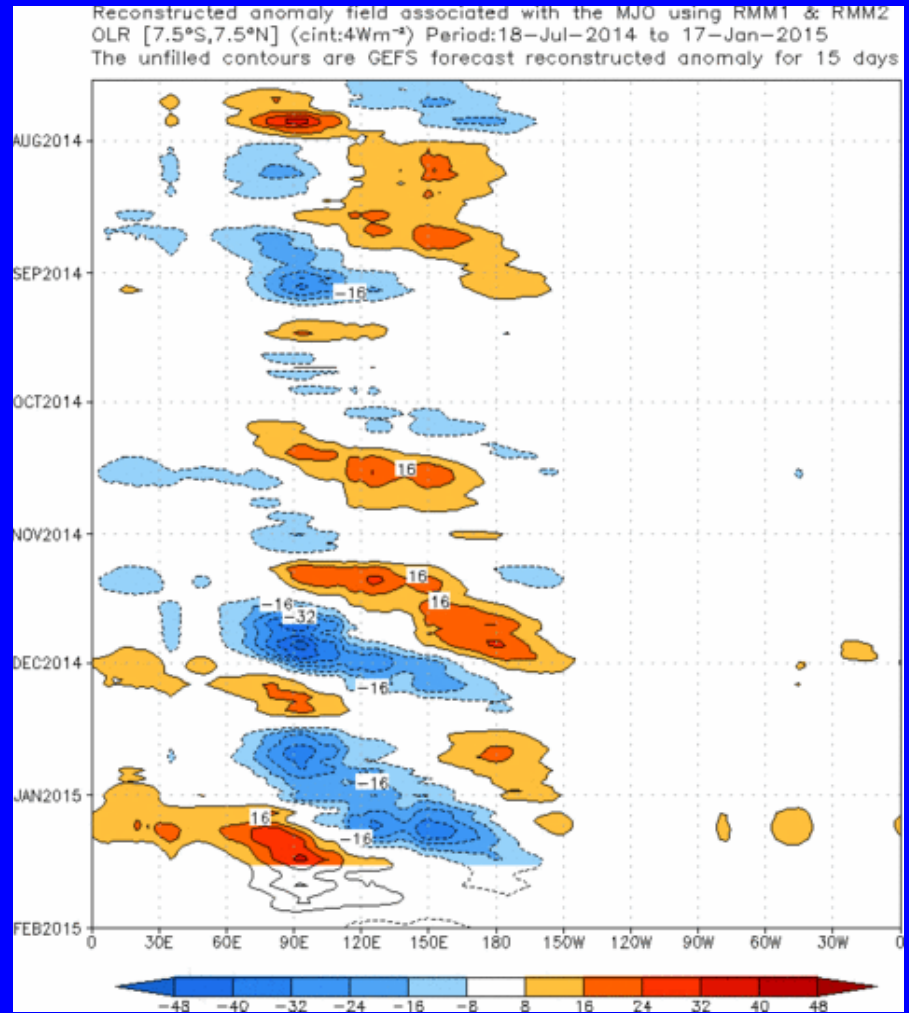 Reconstructed anomaly field associated with the MJO using RMM1 & RMM2
OLR [7.5°S,7.5°N] (cint:4Wm⁻²) Period:18-Jul-2014 to 17-Jan-2015
The unfilled contours are GEFS forecast reconstructed anomaly for 15 days
AUG2014
SEP2014
-16
OCT2014
16
NOV2014
16
-16
16
-32
DEC2014
-16
-16
JAN2015
16
-16
FEB2015
0 30E 60E 90E 120E 150E 180 150W 120W 90W 60W 30W 0
-48 -40 -32 -24 -16 -8 8 16 24 32 40 48